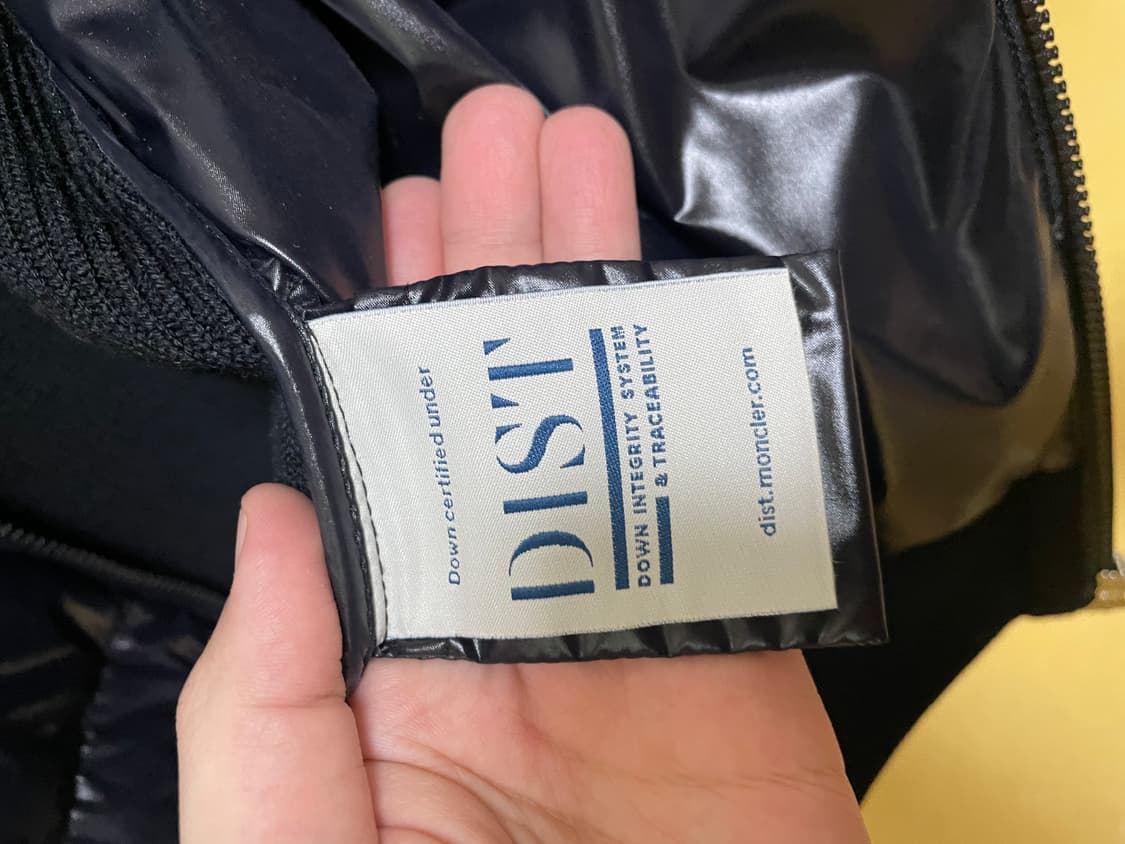 Down certified under
DIST
DOWN INTEGRITY SYSTEM
& TRACEABILITY
dist.moncler.com